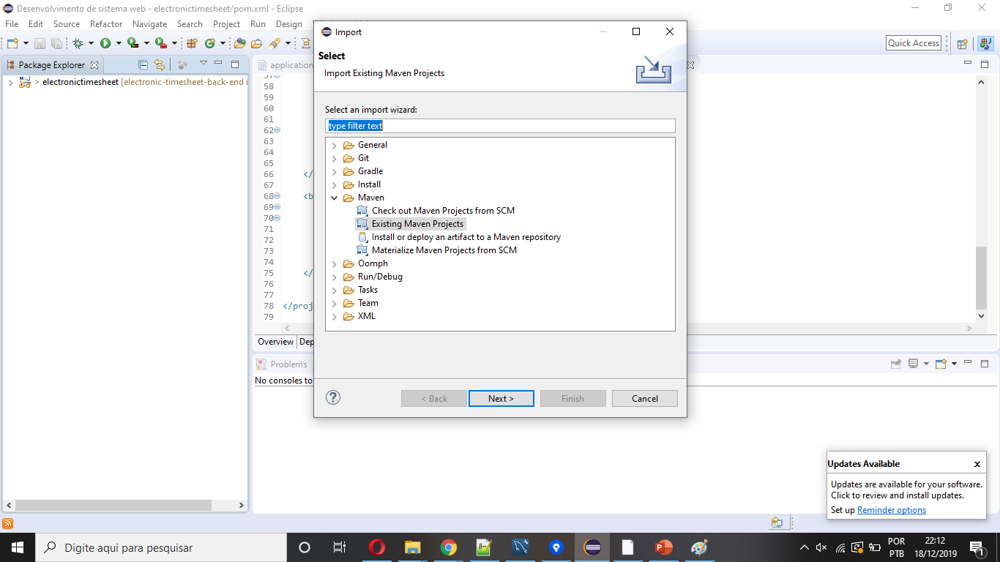 Desenvolvimento de sistema web - electronictimesheet/pom.xml - Eclipse
File Edit Source Refactor Navigate Search Project Run Design
Quick Access
Package Explorer
> electronictimesheet [electronic-timesheet-back-end
application
57
58
59
60
61
62
63
64
65
66 </
67
68 <b
69
70
71
72
73
74
75 </
76
77
78 </proj
79
Overview Dep
Problems
No consoles to
Import
Select
Import Existing Maven Projects
Select an import wizard:
type filter text
General
Git
Gradle
Install
Maven
Check out Maven Projects from SCM
Existing Maven Projects
Install or deploy an artifact to a Maven repository
Materialize Maven Projects from SCM
Oomph
Run/Debug
Tasks
Team
XML
< Back Next > Finish Cancel
Updates Available
Updates are available for your software.
Click to review and install updates.
Set up Reminder options
Digite aqui para pesquisar
POR
PTB
22:12
18/12/2019
1